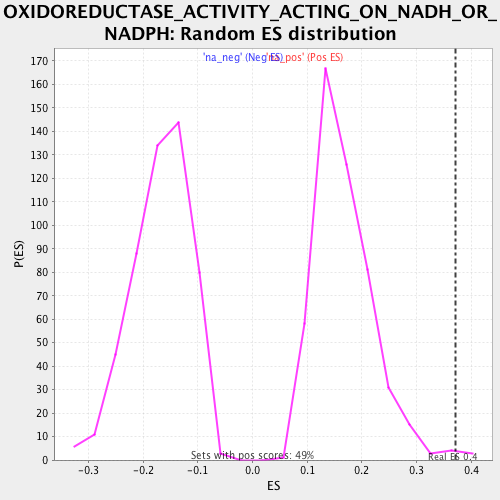 OXIDOREDUCTASE_ACTIVITY_ACTING_ON_NADH_OR_
NADPH: Random ES distribution
'na_neg' (Neg ES) 'na_pos' (Pos ES)
170
160
150
140
130
120
110
100
90
80
70
60
50
40
30
20
10
0
P(ES)
Sets with pos scores: 49%
Real ES 0.4
-0.3 -0.2 -0.1 0.0 0.1 0.2 0.3 0.4
ES